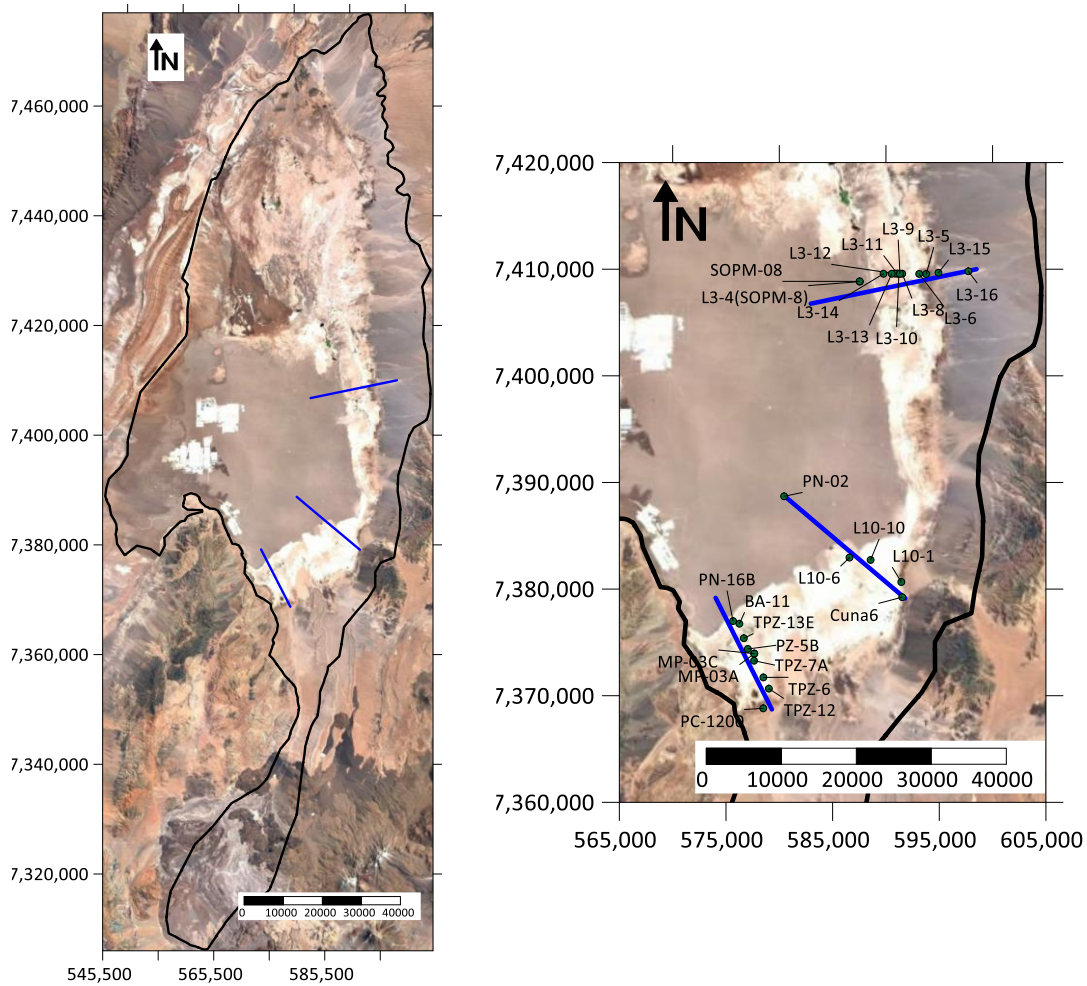 N
7,460,000
7,440,000
7,420,000
7,400,000
7,380,000
7,360,000
7,340,000
7,320,000
0 10000 20000 30000 40000
545,500 565,500 585,500
7,420,000
7,410,000
7,400,000
7,390,000
7,380,000
7,370,000
7,360,000
N
L3-9
L3-11
L3-5
L3-12
L3-15
SOPM-08
L3-4(SOPM-8)
L3-16
L3-14
L3-8
L3-6
L3-13
L3-10
PN-02
L10-10
L10-1
L10-6
PN-16B
BA-11
Cuna6
TPZ-13E
PZ-5B
MP-03C
TPZ-7A
MP-03A
TPZ-6
TPZ-12
PC-1200
0 10000 20000 30000 40000
565,000 575,000 585,000 595,000 605,000